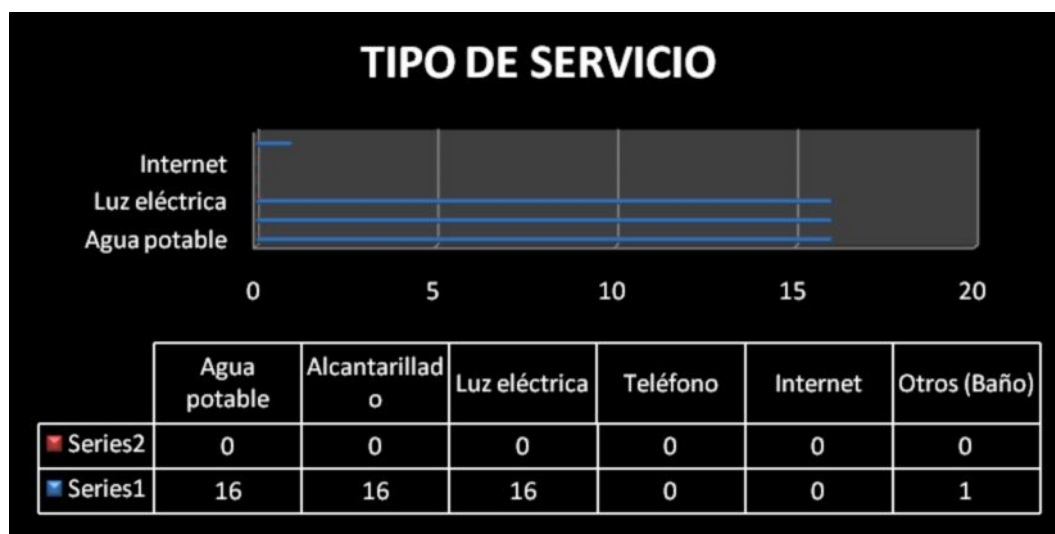 TIPO DE SERVICIO
Internet
Luz eléctrica
Agua potable
0 5 10 15 20
Agua potable Alcantarillado Luz eléctrica Teléfono Internet Otros (Baño)
Series2 0 0 0 0 0 0
Series1 16 16 16 0 0 1